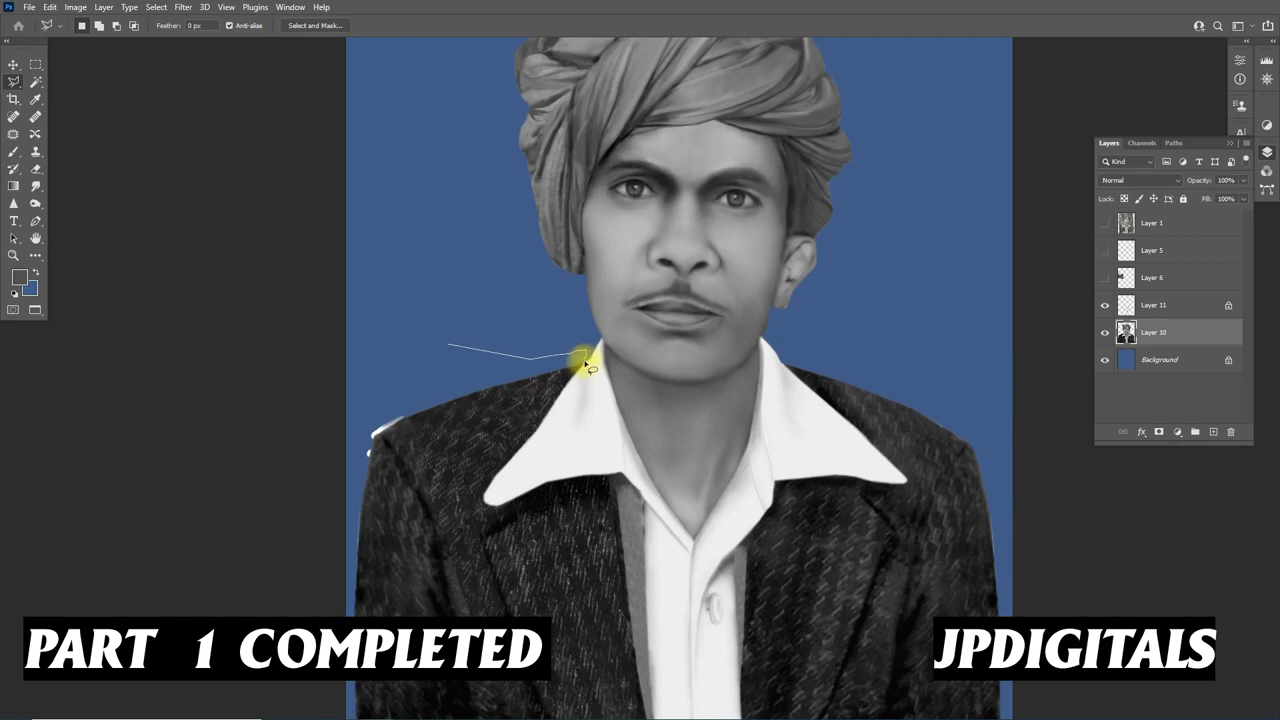 Ps File Edit Image Layer Type Select Filter 3D View Plugins Window Help
Feather: 0 px Anti-alias Select and Mask...
Layers Channels Paths
Kind
Normal Opacity: 100%
Lock: Fill: 100%
Layer 1
Layer 5
Layer 6
Layer 11
Layer 10
Background
fx
PART 1 COMPLETED
JPDIGITALS